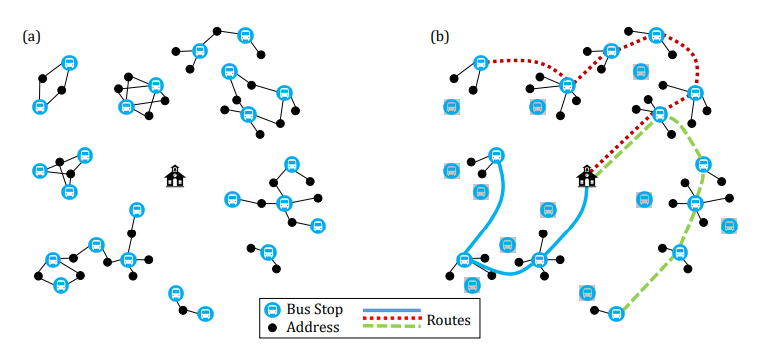 (a)
(b)
Bus Stop
Address
Routes